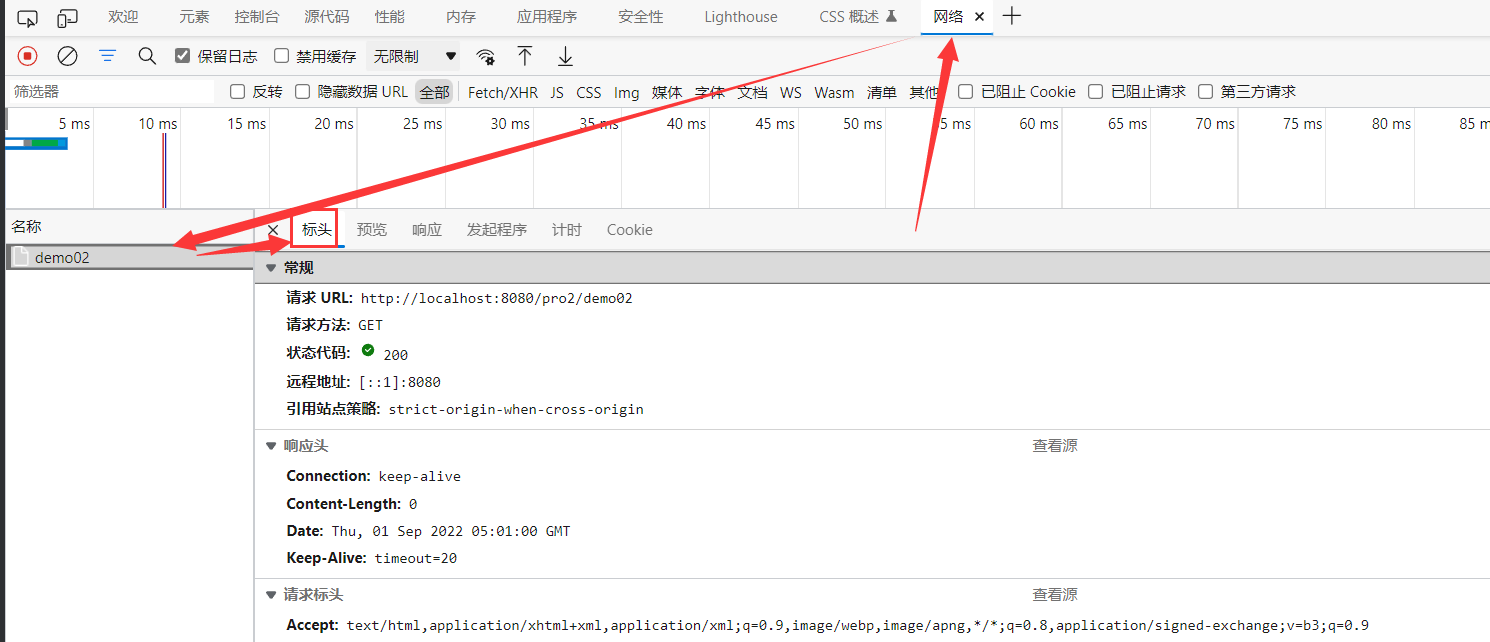 欢迎 元素 控制台 源代码 性能 内存 应用程序 安全性 Lighthouse CSS 概述 网络
保留日志 禁用缓存 无限制
筛选器 反转 隐藏数据 URL 全部 Fetch/XHR JS CSS Img 媒体 字体 文档 WS Wasm 清单 其他 已阻止 Cookie 已阻止请求 第三方请求
5 ms 10 ms 15 ms 20 ms 25 ms 30 ms 35 ms 40 ms 45 ms 50 ms 5 ms 60 ms 65 ms 70 ms 75 ms 80 ms 85 m
名称 标头 预览 响应 发起程序 计时 Cookie
demo02
常规
请求 URL: http://localhost:8080/pro2/demo02
请求方法: GET
状态代码: 200
远程地址: [::1]:8080
引用站点策略: strict-origin-when-cross-origin
响应头 查看源
Connection: keep-alive
Content-Length: 0
Date: Thu, 01 Sep 2022 05:01:00 GMT
Keep-Alive: timeout=20
请求标头 查看源
Accept: text/html,application/xhtml+xml,application/xml;q=0.9,image/webp,image/apng,*/*;q=0.8,application/signed-exchange;v=b3;q=0.9